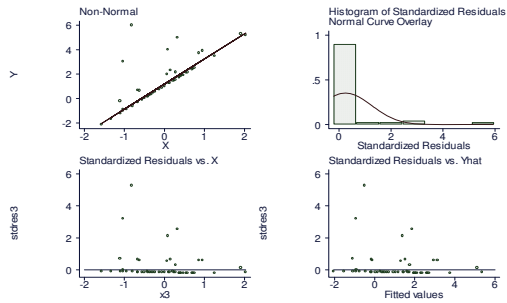 Non-Normal
6
4
2
0
-2
Y
-2 -1 0 1 2
X
Histogram of Standardized Residuals
Normal Curve Overlay
1
.5
0
0 2 4 6
Standardized Residuals
Standardized Residuals vs. X
6
4
2
0
stdres3
-2 -1 0 1 2
x3
Standardized Residuals vs. Yhat
6
4
2
0
stdres3
-2 0 2 4 6
Fitted values